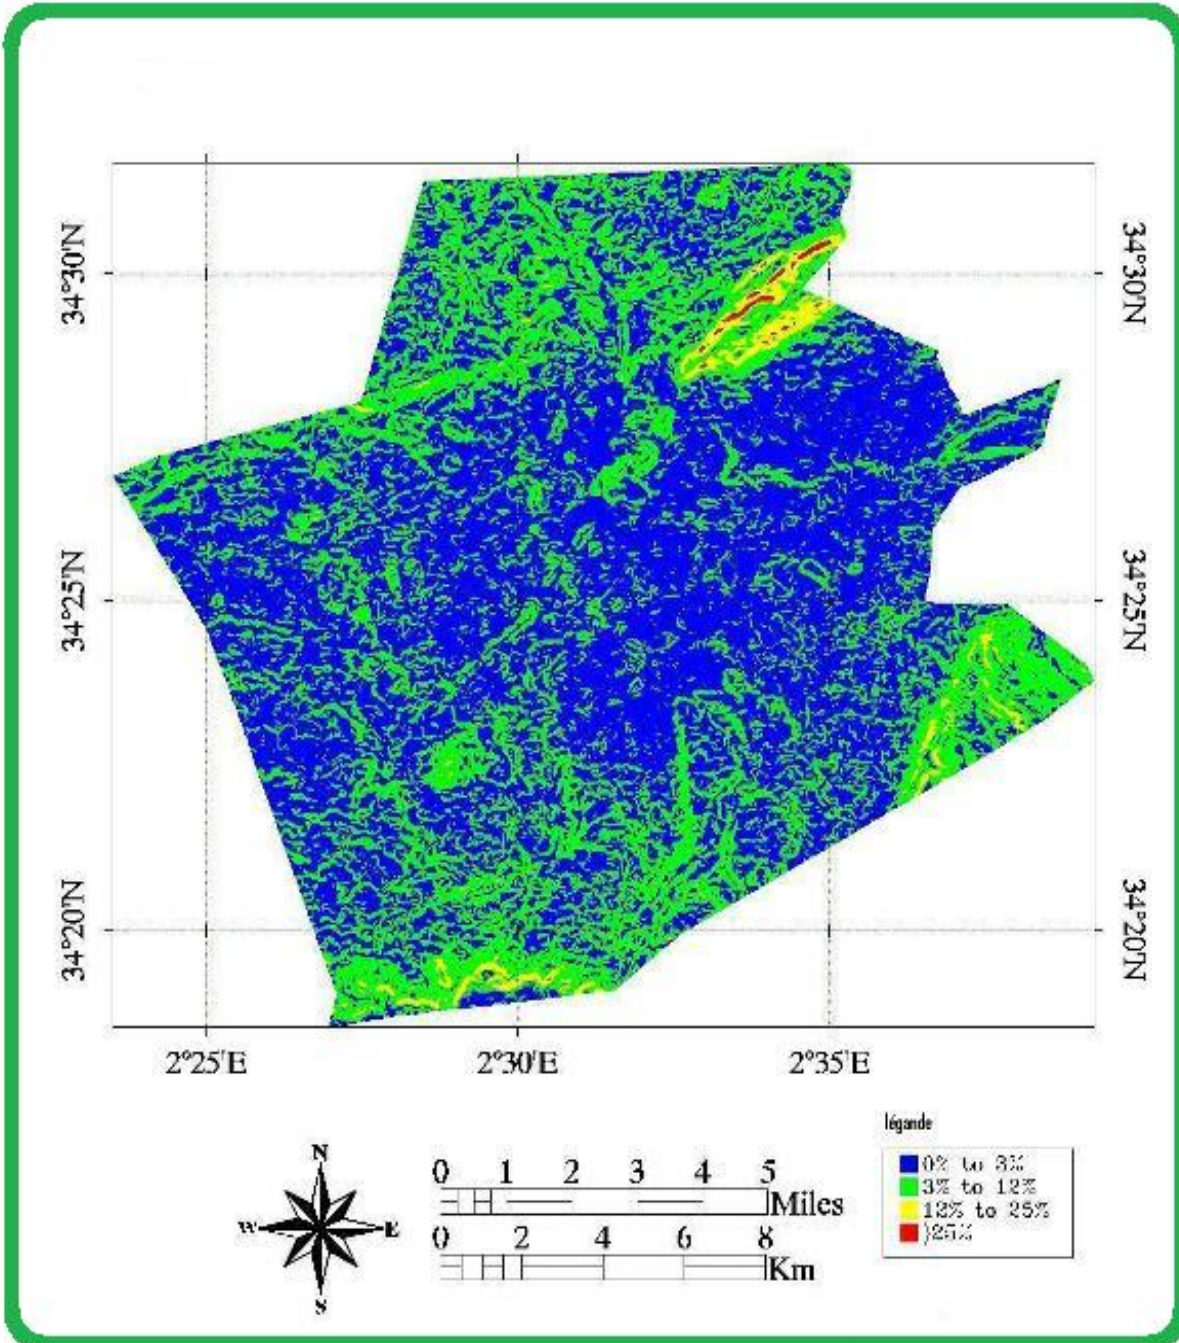 34°30'N
34°30'N
34°25'N
34°25'N
34°20'N
34°20'N
2°25'E
2°30'E
2°35'E
légande
0% to 3%
3% to 12%
12% to 25%
)25%
N
W
E
S
0 1 2 3 4 5
Miles
0 2 4 6 8
Km